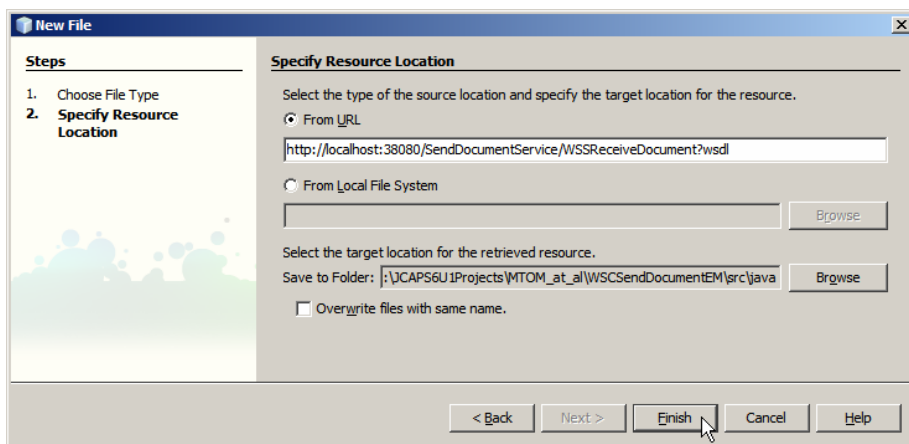 New File
Steps
1. Choose File Type
2. Specify Resource
Location
Specify Resource Location
Select the type of the source location and specify the target location for the resource.
From URL
http://localhost:38080/SendDocumentService/WSSReceiveDocument?wsdl
From Local File System
Browse
Select the target location for the retrieved resource.
Save to Folder: :\JCAPS6U1Projects\MTOM_at_al\WSCSendDocumentEM\src\java Browse
Overwrite files with same name.
< Back Next > Finish Cancel Help